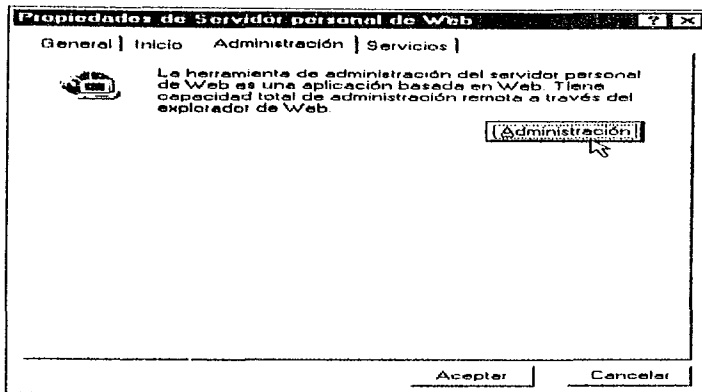 Propiedades de Servidor personal de Web
General Inicio Administración Servicios
La herramienta de administración del servidor personal
de Web es una aplicación basada en Web. Tiene
capacidad total de administración remota a través del
explorador de Web.
Administración
Aceptar Cancelar